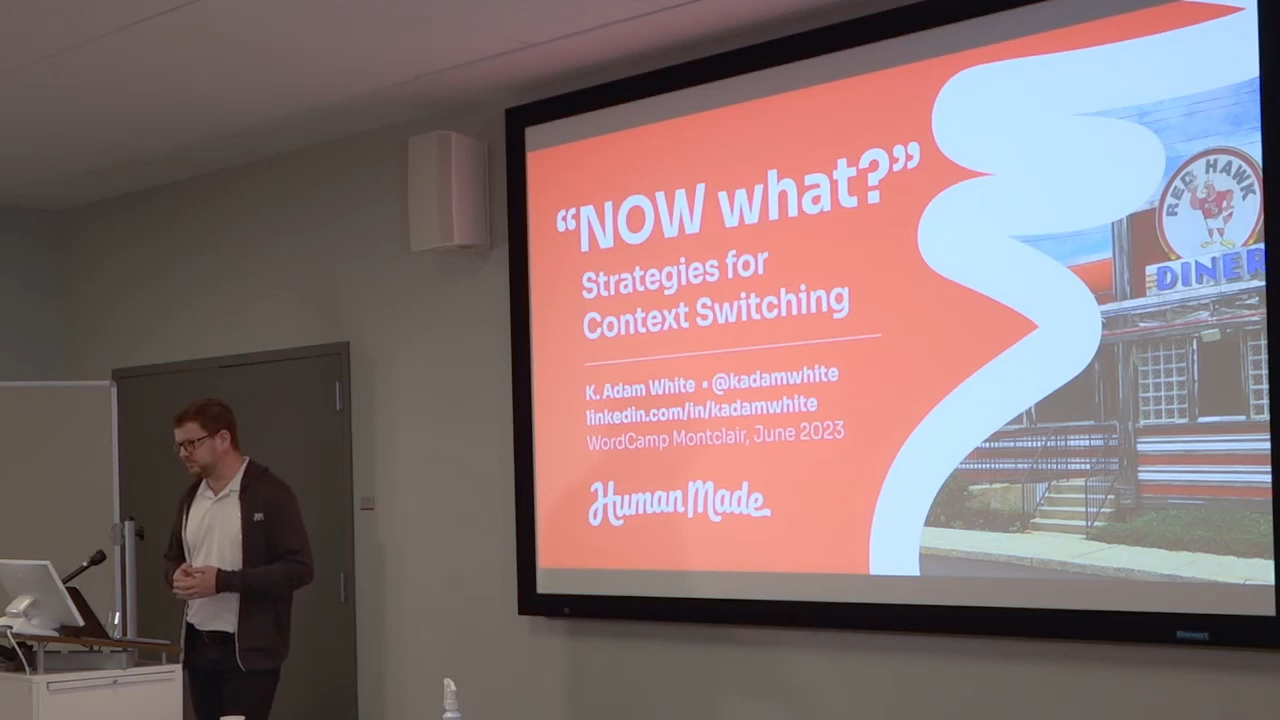 “NOW what?”
Strategies for
Context Switching
K. Adam White • @kadamwhite
linkedin.com/in/kadamwhite
WordCamp Montclair, June 2023
Human Made
RED HAWK
DINER
Stewart